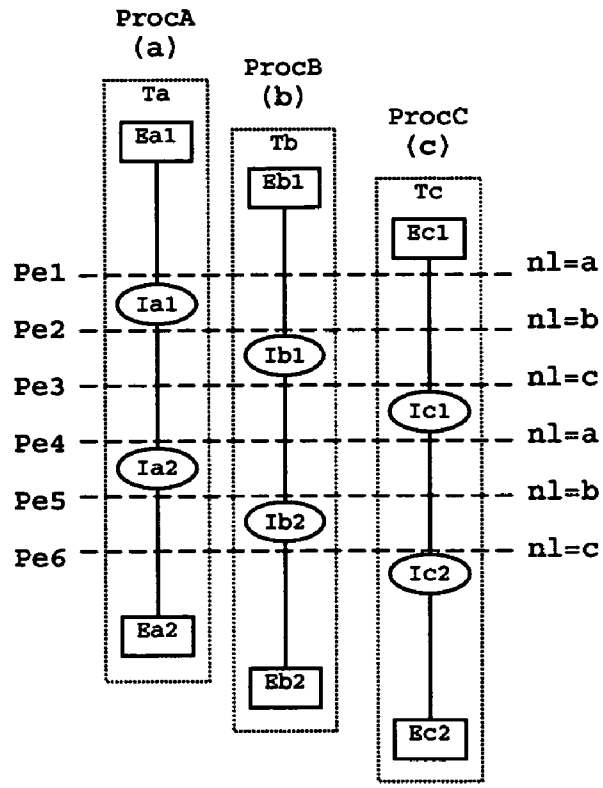 ProcA
(a)
ProcB
(b)
ProcC
(c)
Ta
Tb
Tc
Ea1
Eb1
Ec1
Pe1
nl=a
Ia1
Pe2
nl=b
Ib1
Pe3
nl=c
Ic1
Pe4
nl=a
Ia2
Pe5
nl=b
Ib2
Pe6
nl=c
Ic2
Ea2
Eb2
Ec2